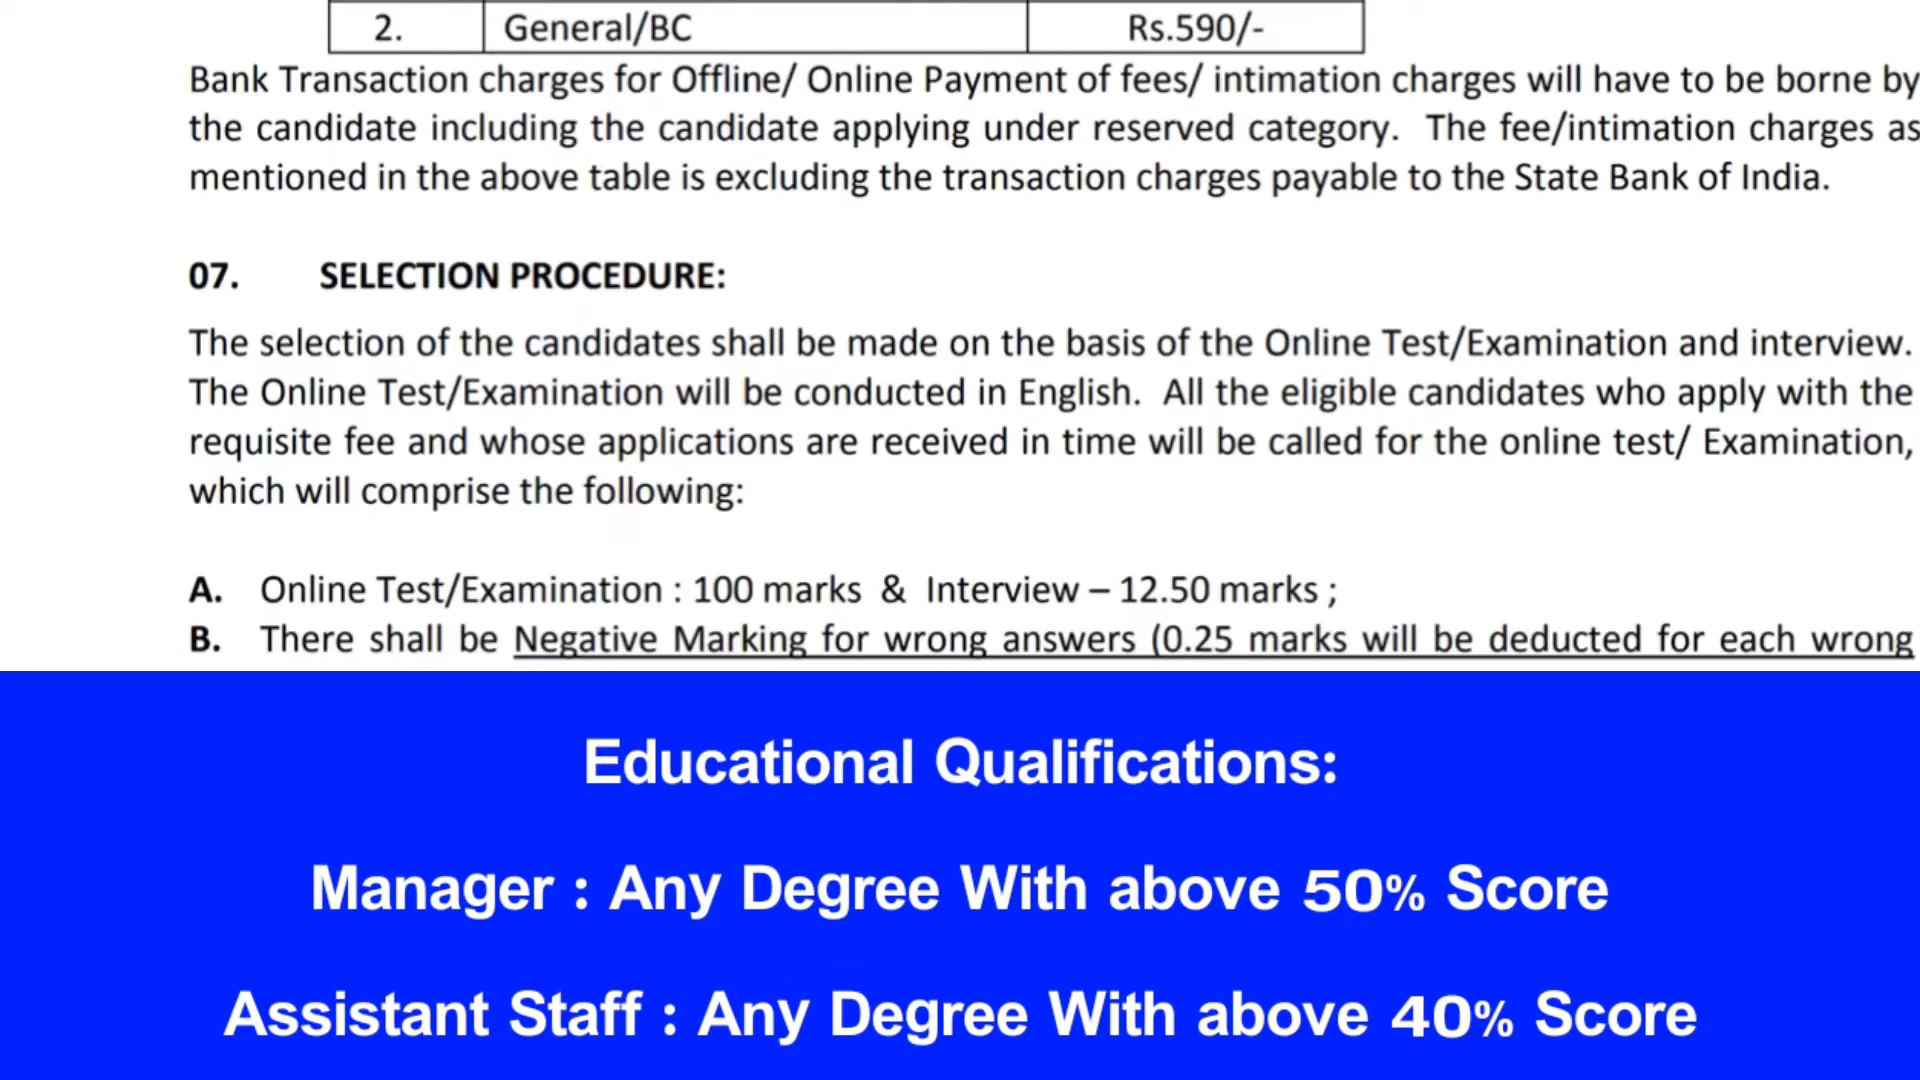 2. General/BC Rs.590/-
Bank Transaction charges for Offline/ Online Payment of fees/ intimation charges will have to be borne by
the candidate including the candidate applying under reserved category. The fee/intimation charges as
mentioned in the above table is excluding the transaction charges payable to the State Bank of India.
07. SELECTION PROCEDURE:
The selection of the candidates shall be made on the basis of the Online Test/Examination and interview.
The Online Test/Examination will be conducted in English. All the eligible candidates who apply with the
requisite fee and whose applications are received in time will be called for the online test/ Examination,
which will comprise the following:
A. Online Test/Examination : 100 marks & Interview – 12.50 marks ;
B. There shall be Negative Marking for wrong answers (0.25 marks will be deducted for each wrong
Educational Qualifications:
Manager : Any Degree With above 50% Score
Assistant Staff : Any Degree With above 40% Score